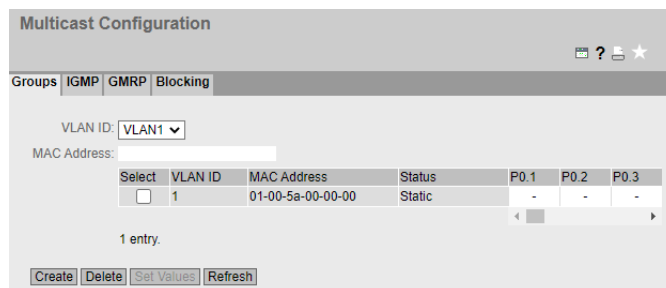 Multicast Configuration
?
Groups IGMP GMRP Blocking
VLAN ID: VLAN1
MAC Address:
Select VLAN ID MAC Address Status P0.1 P0.2 P0.3
1 01-00-5a-00-00-00 Static - - -
1 entry.
Create Delete Set Values Refresh